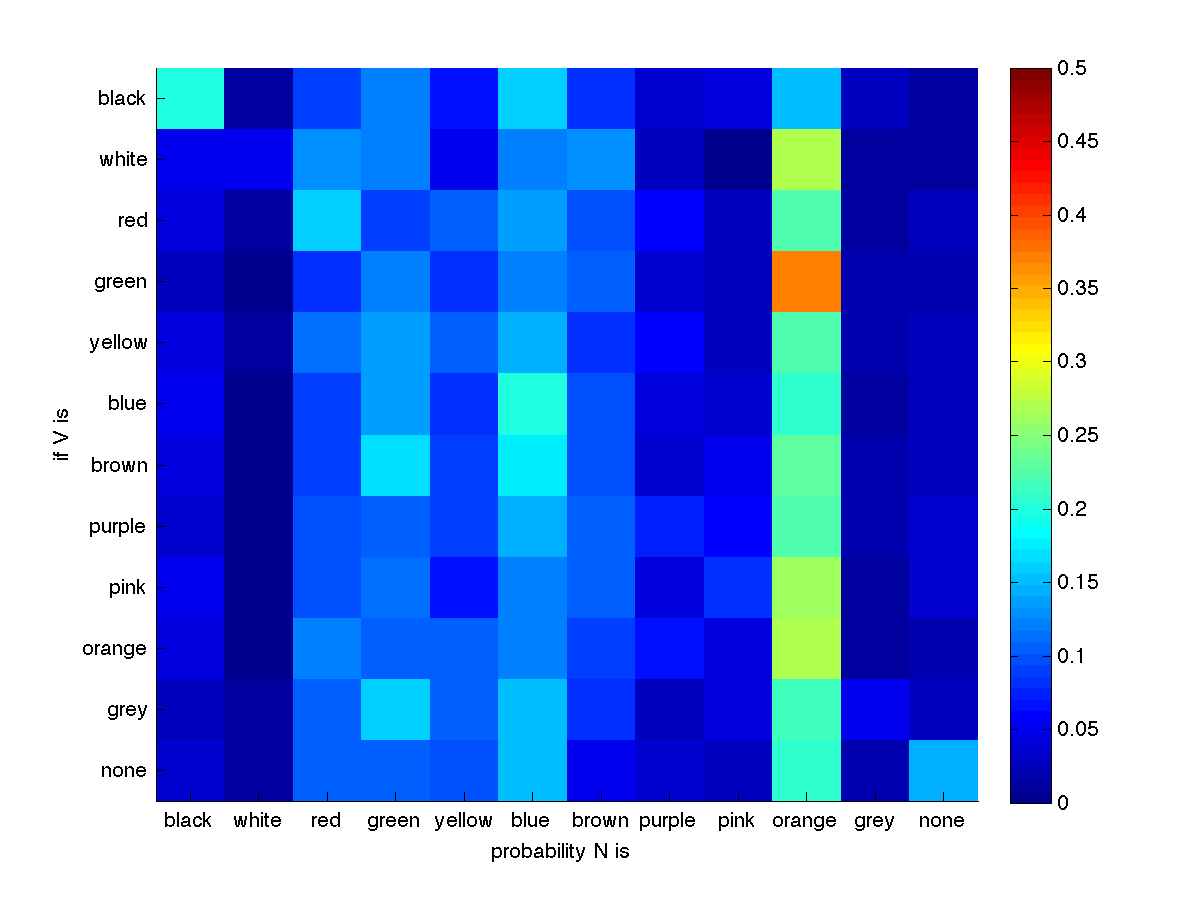 black
white
red
green
yellow
blue
brown
purple
pink
orange
grey
none
if V is
black white red green yellow blue brown purple pink orange grey none
probability N is
0.5
0.45
0.4
0.35
0.3
0.25
0.2
0.15
0.1
0.05
0